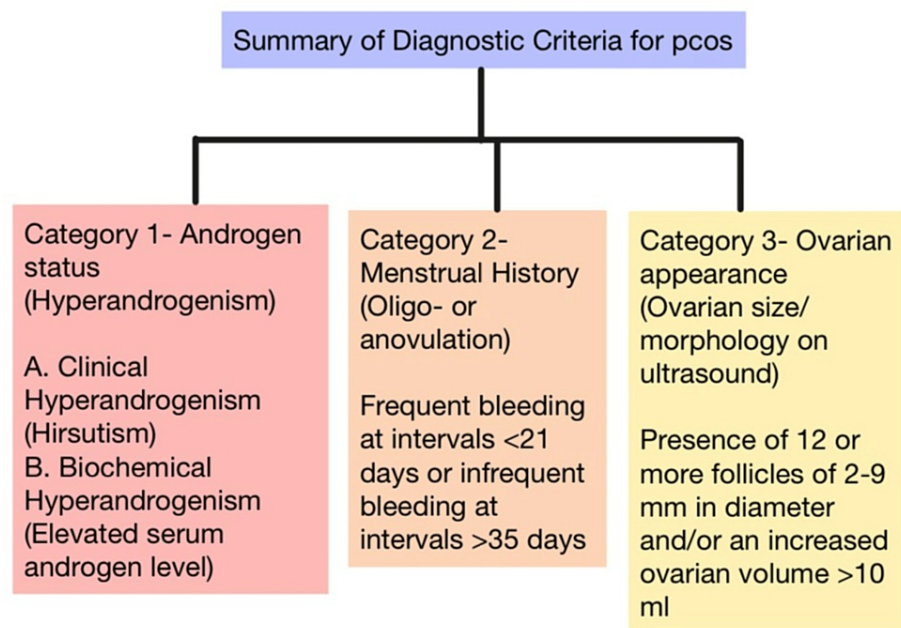 Summary of Diagnostic Criteria for pcos
Category 1- Androgen
status
(Hyperandrogenism)
A. Clinical
Hyperandrogenism
(Hirsutism)
B. Biochemical
Hyperandrogenism
(Elevated serum
androgen level)
Category 2-
Menstrual History
(Oligo- or
anovulation)
Frequent bleeding
at intervals <21
days or infrequent
bleeding at
intervals >35 days
Category 3- Ovarian
appearance
(Ovarian size/
morphology on
ultrasound)
Presence of 12 or
more follicles of 2-9
mm in diameter
and/or an increased
ovarian volume >10
ml